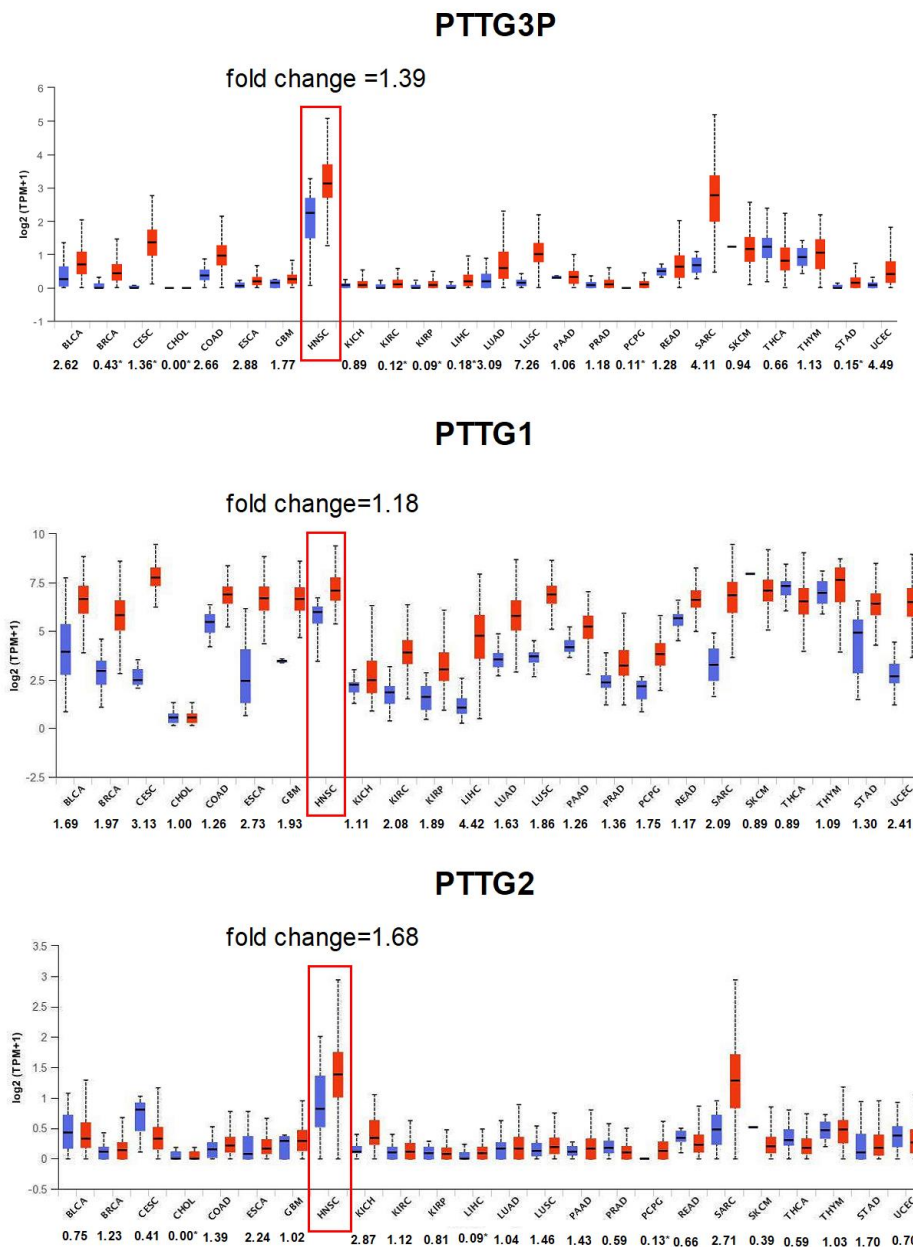 PTTG3P
fold change =1.39
6
5
4
3
2
1
0
-1
log2 (TPM+1)
BLCA BRCA CESC CHOL COAD ESCA GBM HNSC KICH KIRC KIRP LIHC LUAD LUSC PAAD PRAD PCPG READ SARC SKCM THCA THYM STAD UCEC
2.62 0.43* 1.36* 0.00* 2.66 2.88 1.77 0.89 0.12* 0.09* 0.18* 3.09 7.26 1.06 1.18 0.11* 1.28 4.11 0.94 0.66 1.13 0.15* 4.49
PTTG1
fold change=1.18
10
7.5
5
2.5
0
-2.5
log2 (TPM+1)
BLCA BRCA CESC CHOL COAD ESCA GBM HNSC KICH KIRC KIRP LIHC LUAD LUSC PAAD PRAD PCPG READ SARC SKCM THCA THYM STAD UCEC
1.69 1.97 3.13 1.00 1.26 2.73 1.93 1.11 2.08 1.89 4.42 1.63 1.86 1.26 1.36 1.75 1.17 2.09 0.89 0.89 1.09 1.30 2.41
PTTG2
fold change=1.68
3.5
3
2.5
2
1.5
1
0.5
0
-0.5
log2 (TPM+1)
BLCA BRCA CESC CHOL COAD ESCA GBM HNSC KICH KIRC KIRP LIHC LUAD LUSC PAAD PRAD PCPG READ SARC SKCM THCA THYM STAD UCEC
0.75 1.23 0.41 0.00* 1.39 2.24 1.02 2.87 1.12 0.81 0.09* 1.04 1.46 1.43 0.59 0.13* 0.66 2.71 0.39 0.59 1.03 1.70 0.70